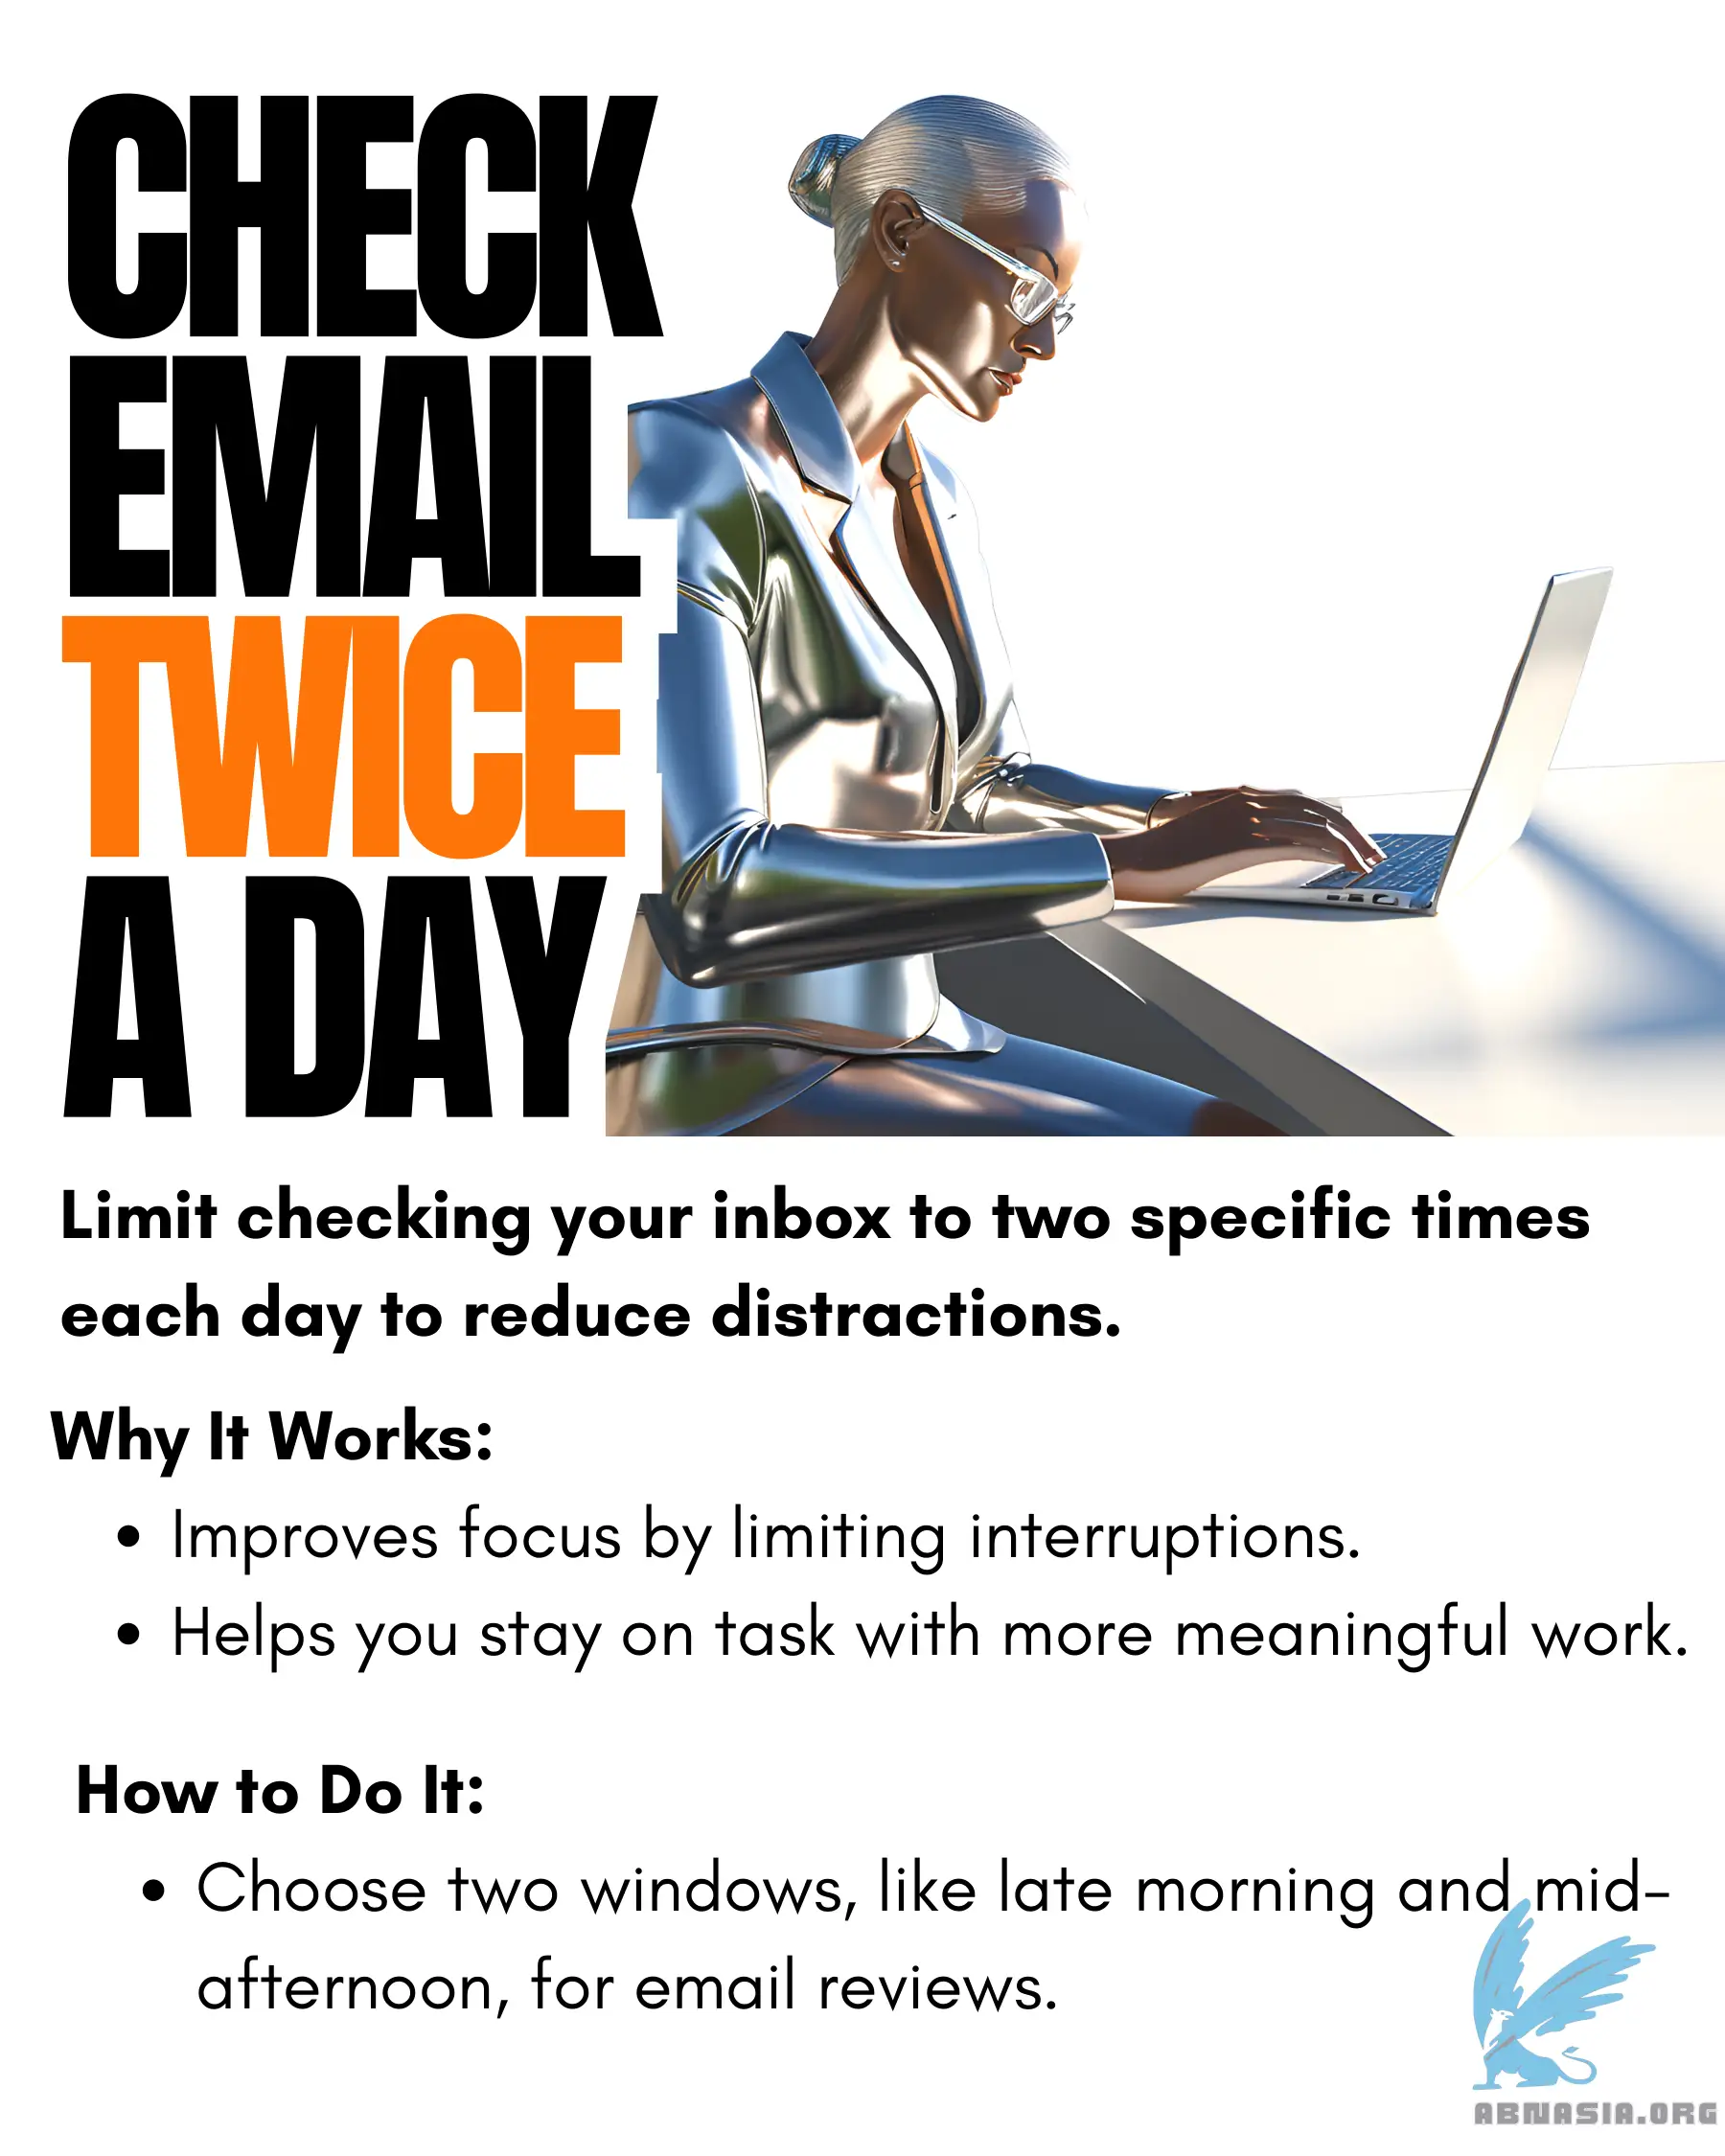 CHECK
EMAIL
TWICE
A DAY
Limit checking your inbox to two specific times
each day to reduce distractions.
Why It Works:
• Improves focus by limiting interruptions.
• Helps you stay on task with more meaningful work.
How to Do It:
• Choose two windows, like late morning and mid-
afternoon, for email reviews.
ABNASIA.ORG